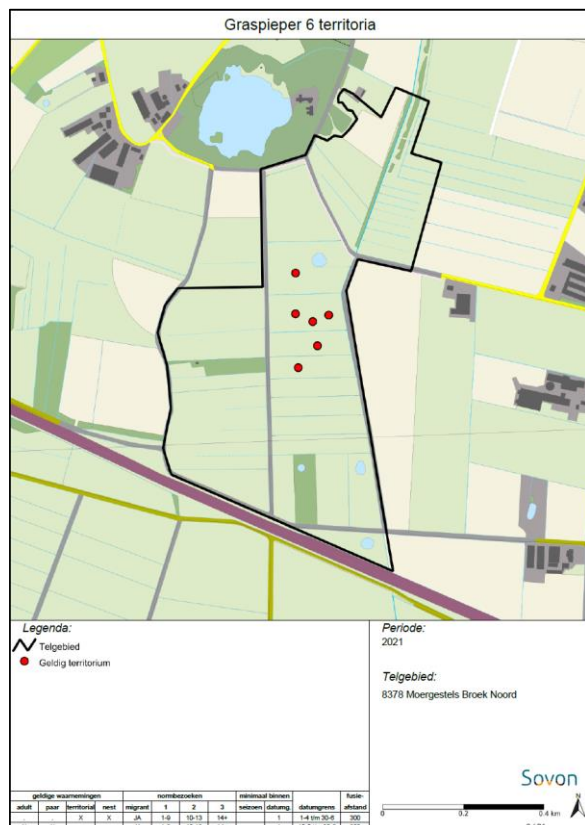 Graspieper 6 territoria
Legenda:
Telgebied
Geldig territorium
Periode:
2021
Telgebied:
8378 Moergestels Broek Noord
Sovon
0 0.2 0.4 km
N
geldige waarnemingen normbezoeken minimaal binnen fusie-
adult paar territorial nest migrant 1 2 3 seizoen datumg. datumgrens afstand
. . X X JA 1-9 10-13 14+ 1 1-4 t/m 30-6 300